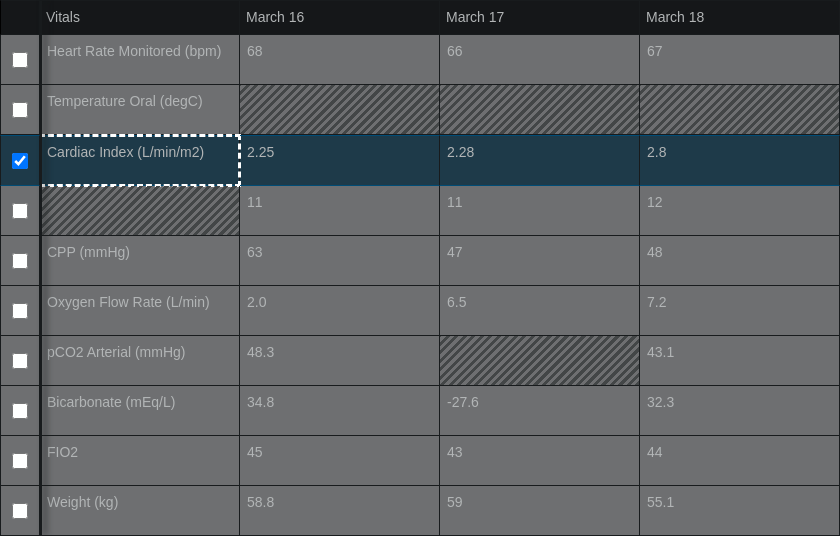 Vitals March 16 March 17 March 18
Heart Rate Monitored (bpm) 68 66 67
Temperature Oral (degC)
Cardiac Index (L/min/m2) 2.25 2.28 2.8
11 11 12
CPP (mmHg) 63 47 48
Oxygen Flow Rate (L/min) 2.0 6.5 7.2
pCO2 Arterial (mmHg) 48.3 43.1
Bicarbonate (mEq/L) 34.8 -27.6 32.3
FIO2 45 43 44
Weight (kg) 58.8 59 55.1